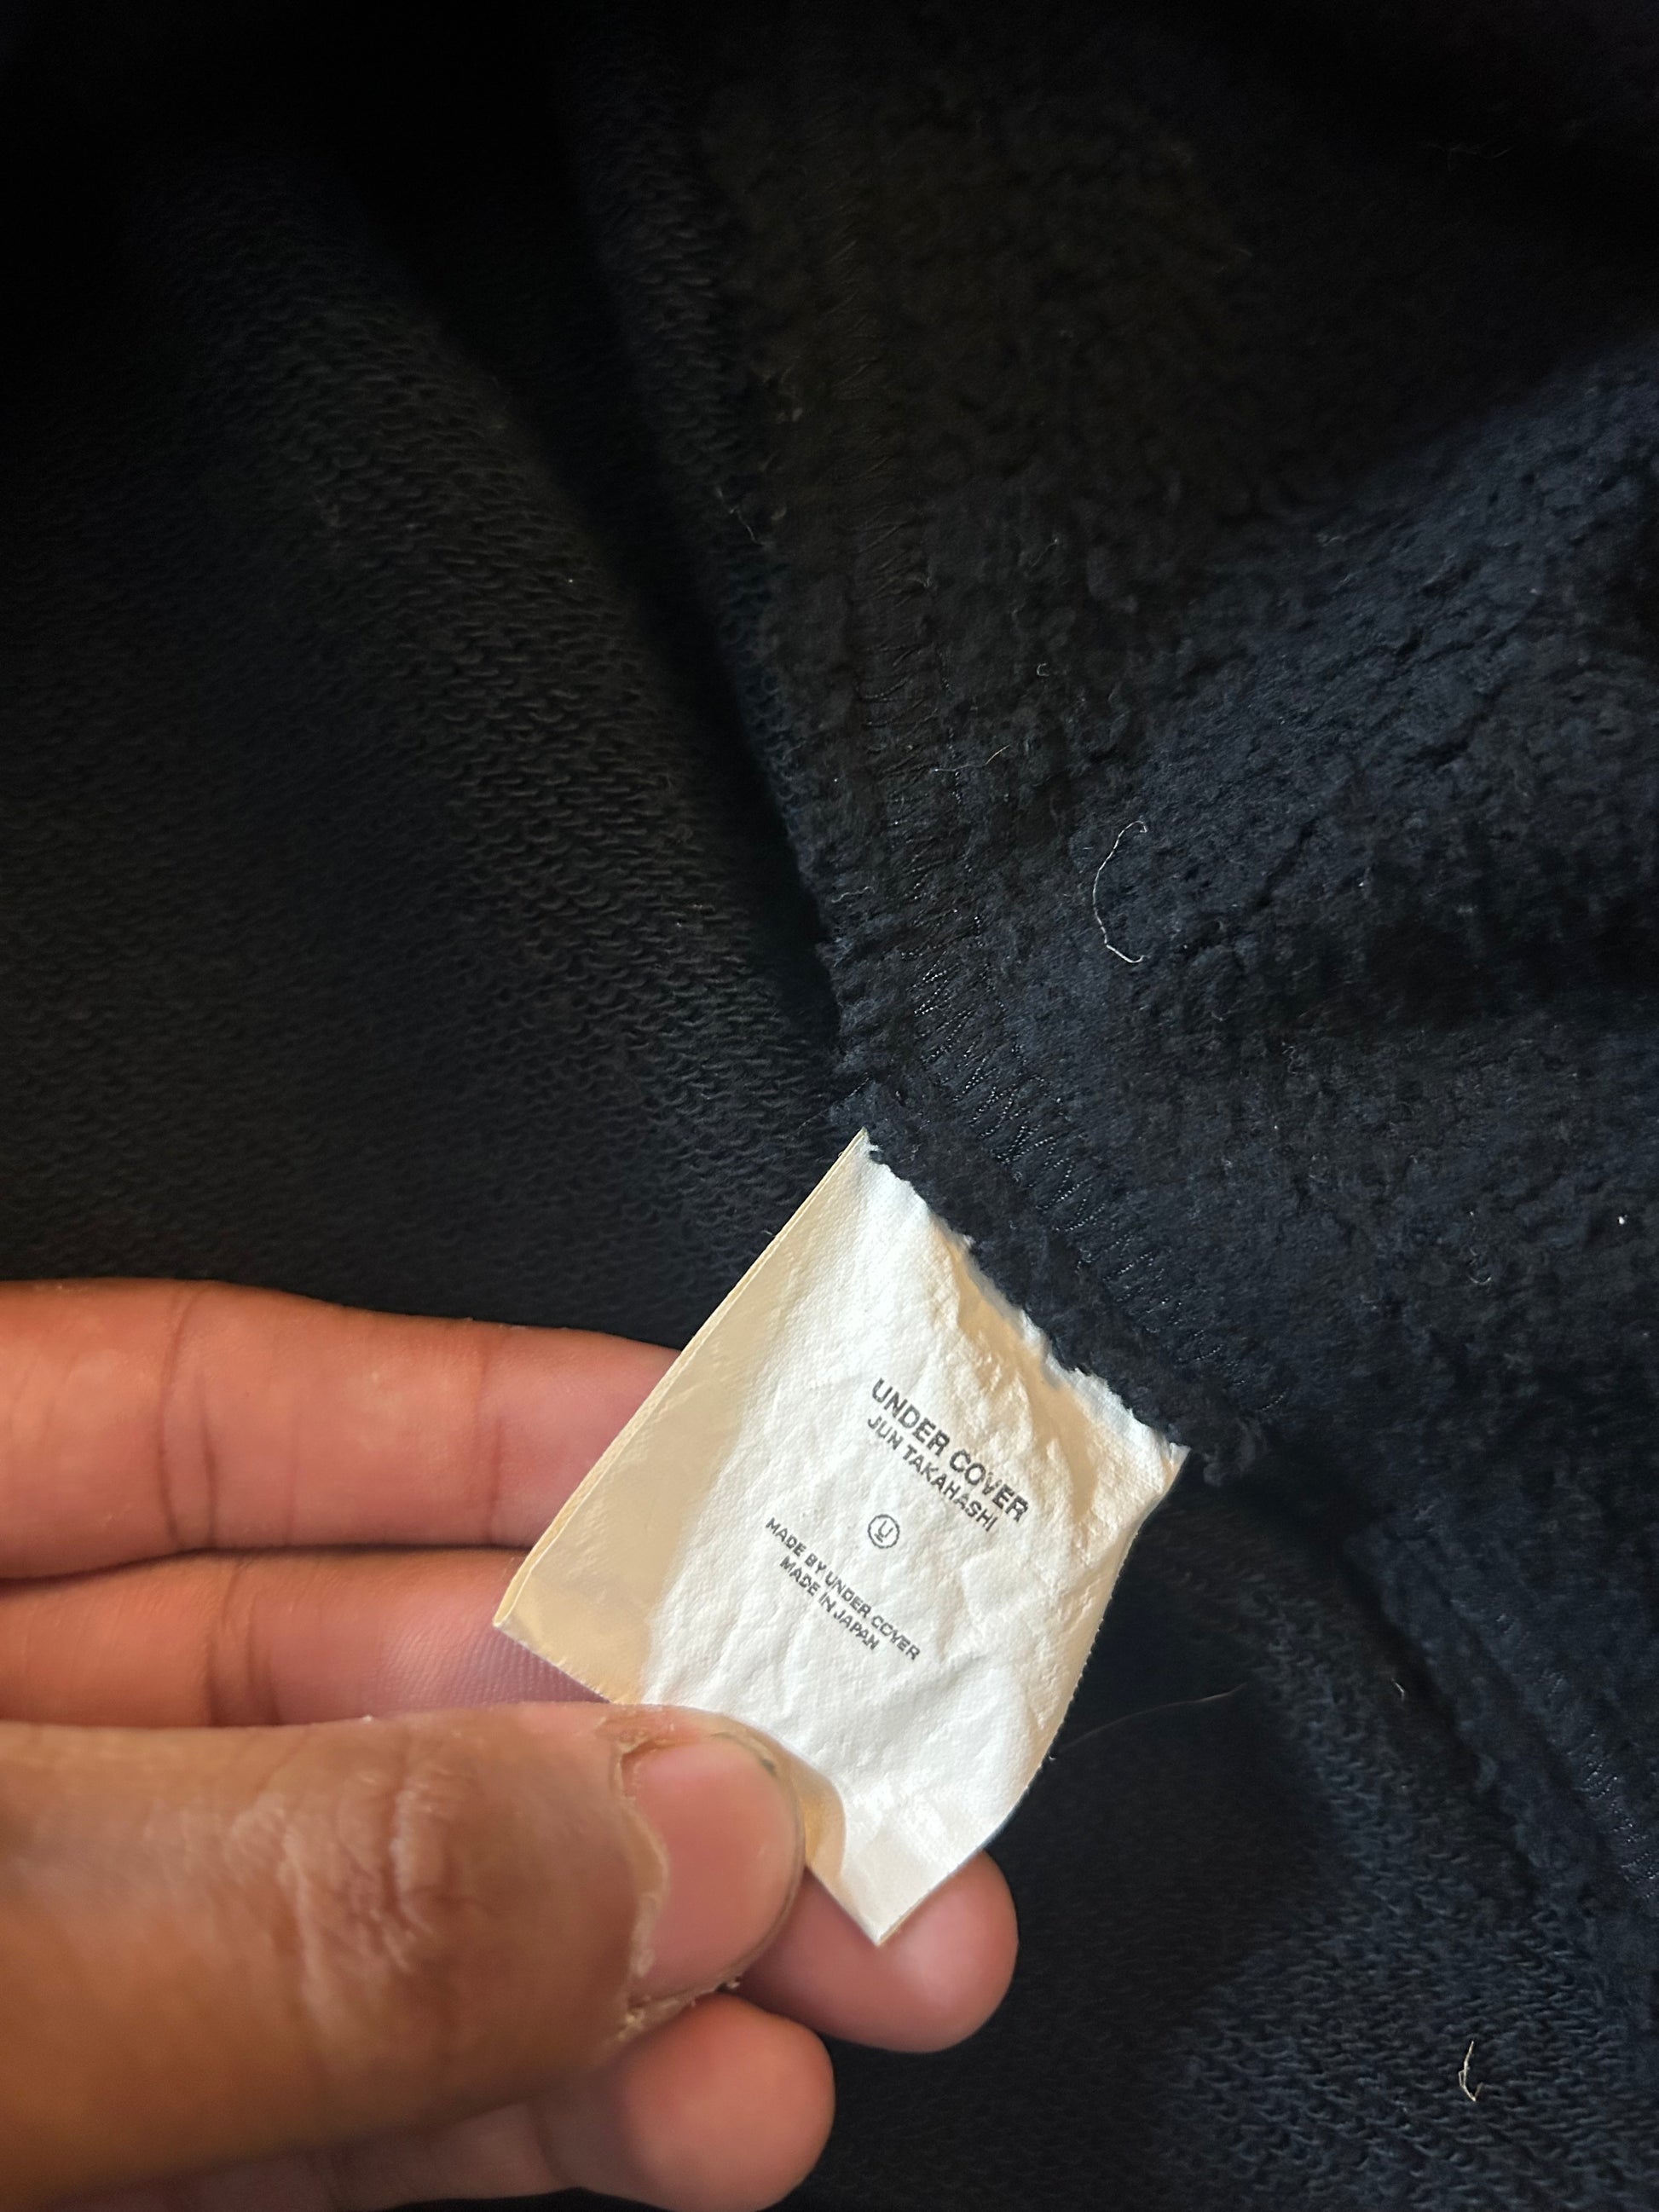 UNDER COVER
JUN TAKAHASHI
U
MADE BY UNDER COVER
MADE IN JAPAN